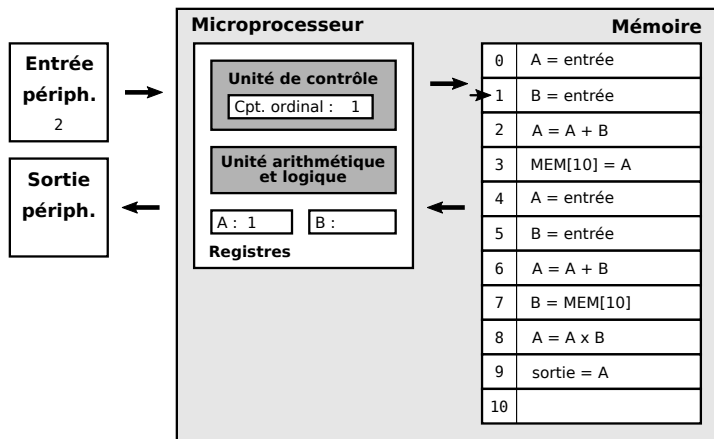 Microprocesseur
Mémoire
Entrée
périph.
2
Sortie
périph.
Unité de contrôle
Cpt. ordinal : 1
Unité arithmétique
et logique
A : 1
B :
Registres
0 A = entrée
1 B = entrée
2 A = A + B
3 MEM[10] = A
4 A = entrée
5 B = entrée
6 A = A + B
7 B = MEM[10]
8 A = A x B
9 sortie = A
10